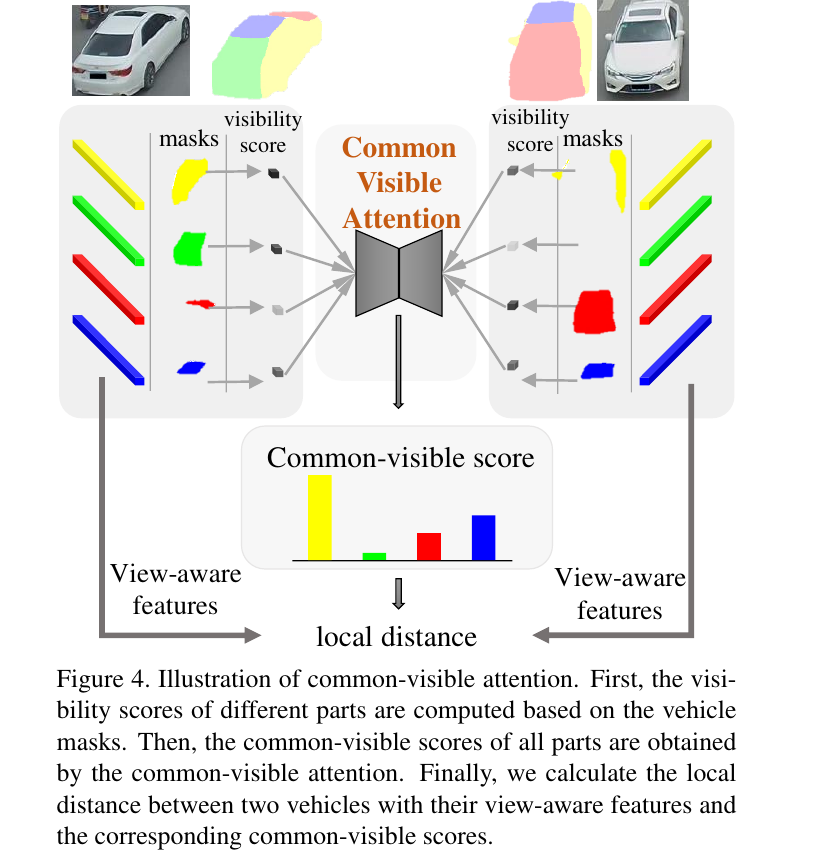 visibility
score
masks
Common
Visible
Attention
visibility
score
masks
Common-visible score
View-aware
features
View-aware
features
local distance
Figure 4. Illustration of common-visible attention. First, the visi-
bility scores of different parts are computed based on the vehicle
masks. Then, the common-visible scores of all parts are obtained
by the common-visible attention. Finally, we calculate the local
distance between two vehicles with their view-aware features and
the corresponding common-visible scores.